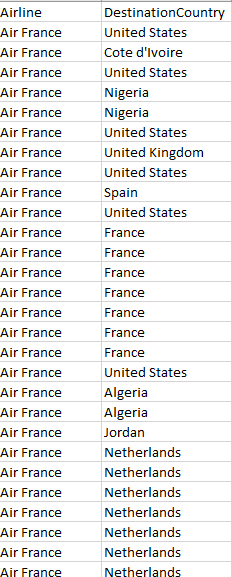 Airline DestinationCountry
Air France United States
Air France Cote d'Ivoire
Air France United States
Air France Nigeria
Air France Nigeria
Air France United States
Air France United Kingdom
Air France United States
Air France Spain
Air France United States
Air France France
Air France France
Air France France
Air France France
Air France France
Air France France
Air France France
Air France United States
Air France Algeria
Air France Algeria
Air France Jordan
Air France Netherlands
Air France Netherlands
Air France Netherlands
Air France Netherlands
Air France Netherlands
Air France Netherlands
Air France Netherlands